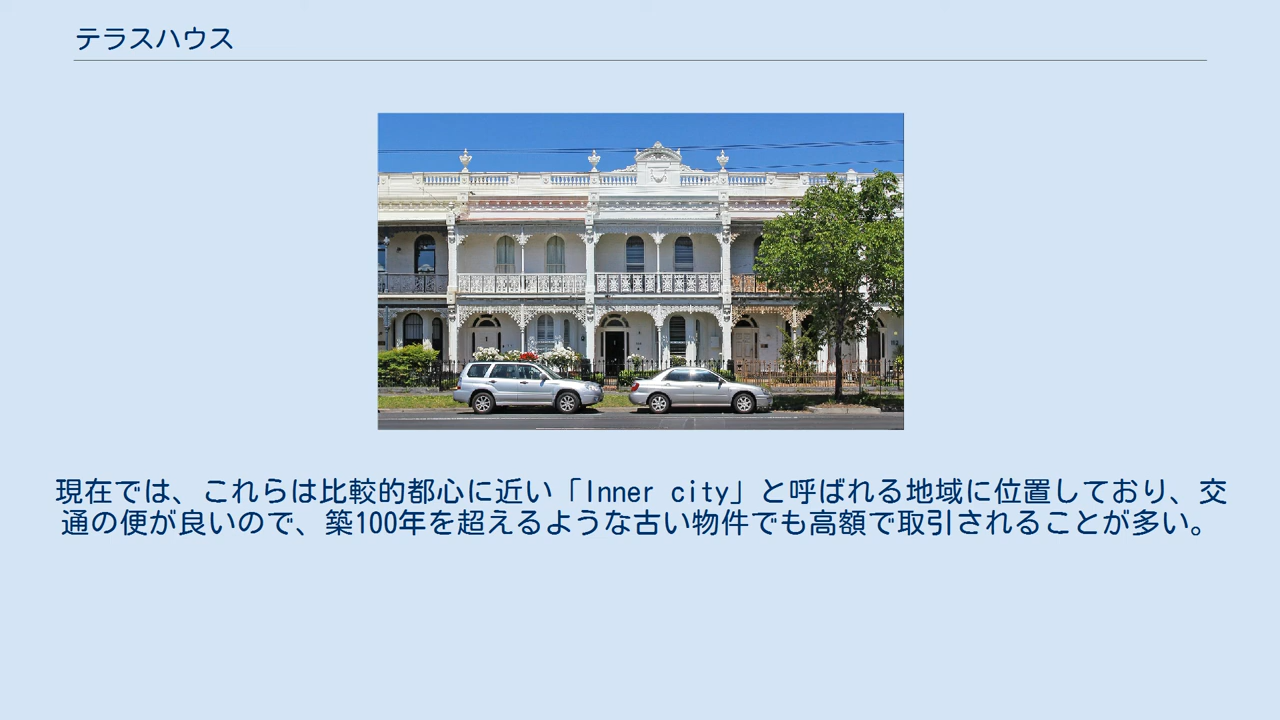 テラスハウス
現在では、これらは比較的都心に近い「Inner city」と呼ばれる地域に位置しており、交
通の便が良いので、築100年を超えるような古い物件でも高額で取引されることが多い。